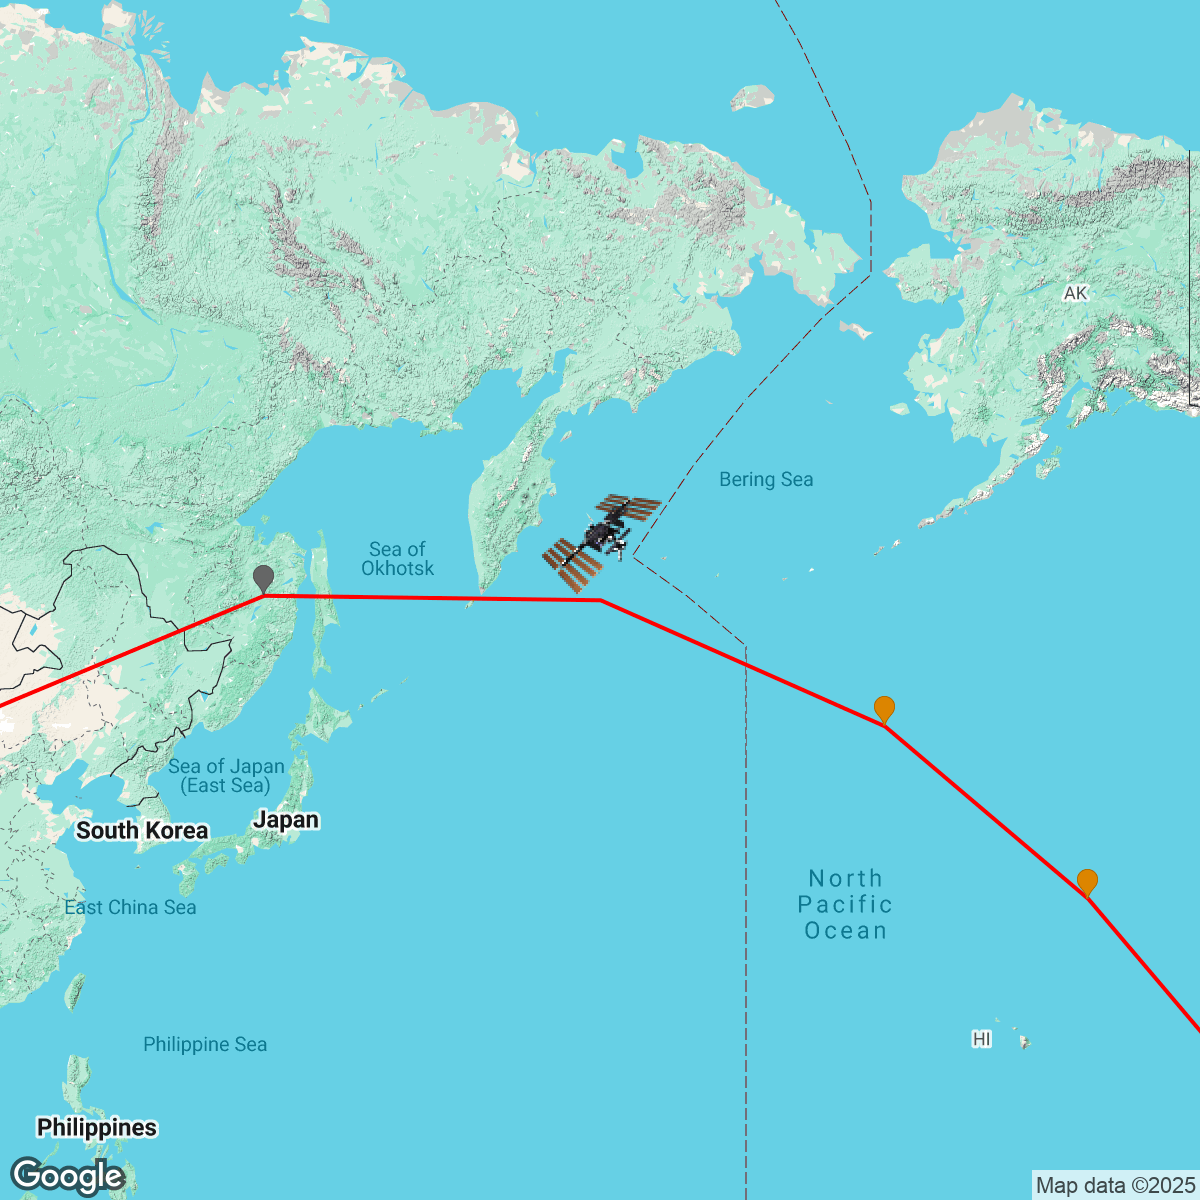 AK
Bering Sea
Sea of
Okhotsk
Sea of Japan
(East Sea)
Japan
South Korea
North
Pacific
Ocean
East China Sea
HI
Philippine Sea
Philippines
Google
Map data ©2025